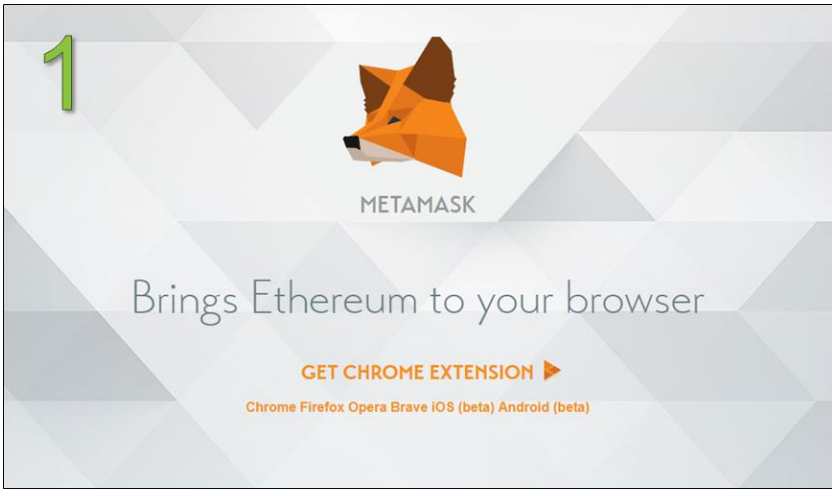 1
METAMASK
Brings Ethereum to your browser
GET CHROME EXTENSION
Chrome Firefox Opera Brave iOS (beta) Android (beta)